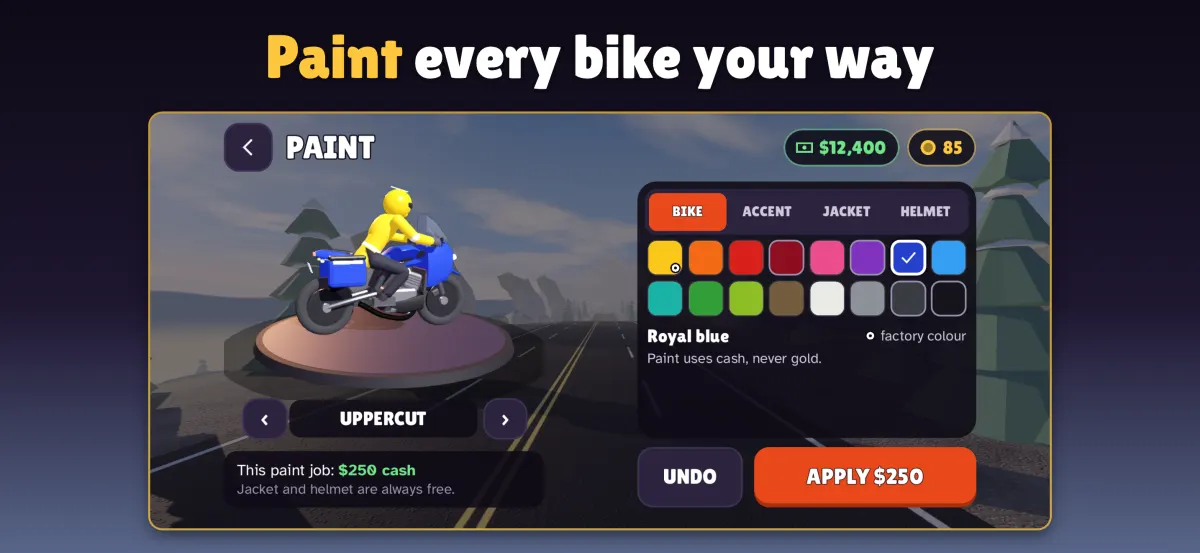 Paint every bike your way
PAINT
$12,400
85
BIKE
ACCENT
JACKET
HELMET
Royal blue
factory colour
Paint uses cash, never gold.
UPPERCUT
This paint job: $250 cash
Jacket and helmet are always free.
UNDO
APPLY $250